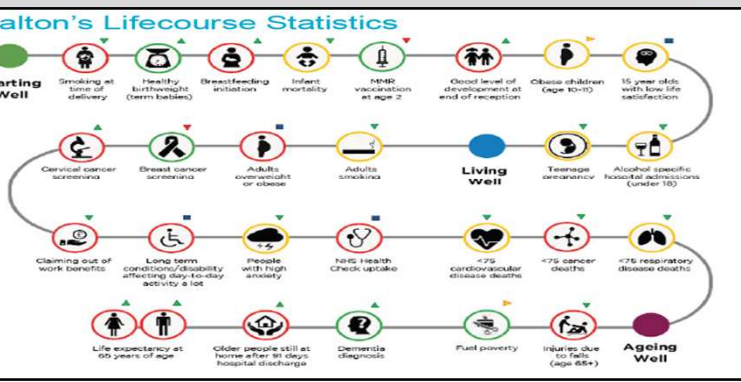 alton's Lifecourse Statistics
arting
Well
Smoking at
time of
delivery
Healthy
birthweight
(term babies)
Breastfeeding
initiation
Infant
mortality
MMR
vaccination
at age 2
Good level of
development at
end of reception
Obese children
(age 10-11)
15 year olds
with low life
satisfaction
Cervical cancer
screening
Breast cancer
screening
Adults
overweight
or obese
Adults
smoking
Living
Well
Teenage
pregnancy
Alcohol specific
hospital admissions
(under 18)
Claiming out of
work benefits
Long term
conditions/disability
affecting day-to-day
activity a lot
People
with high
anxiety
NHS Health
Check uptake
<75
cardiovascular
disease deaths
<75 cancer
deaths
<75 respiratory
disease deaths
Life expectancy at
65 years of age
Older people still at
home after 91 days
hospital discharge
Dementia
diagnosis
Fuel poverty
Injuries due
to falls
(age 65+)
Ageing
Well